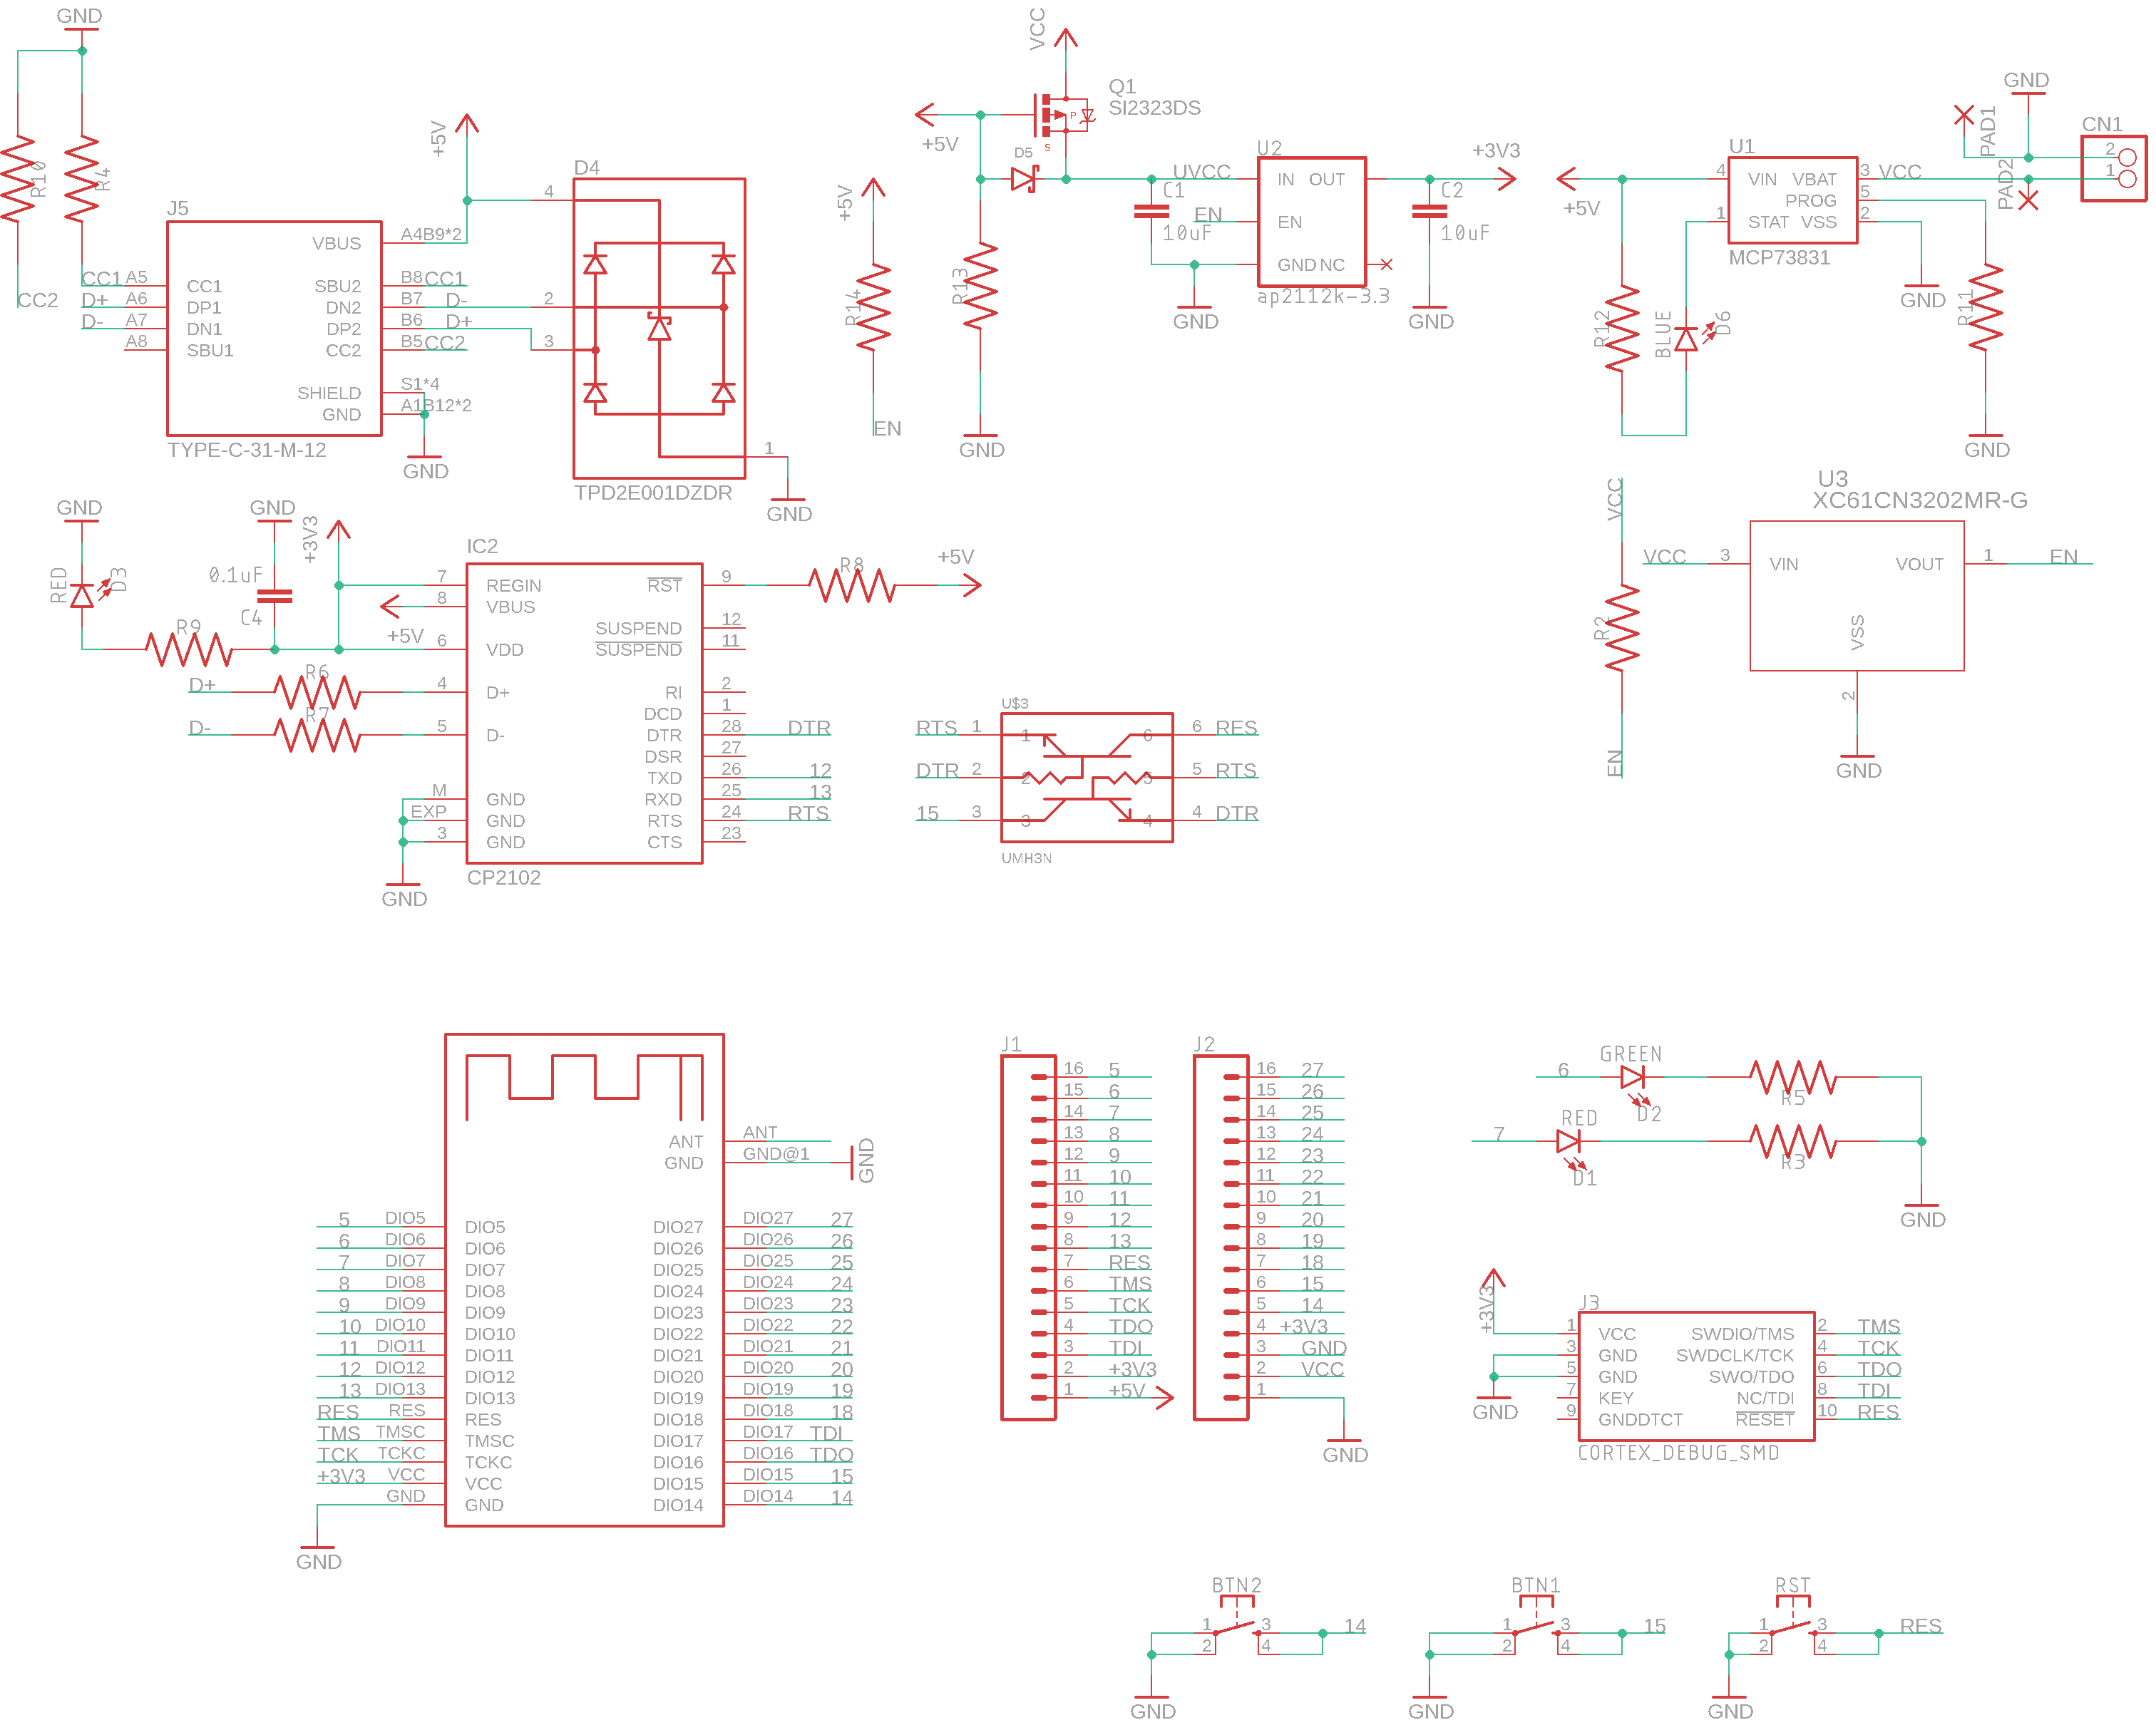 GND
R10
R4
CC2
J5
VBUS
A4B9*2
CC1 A5 CC1 SBU2 B8 CC1
D+ A6 DP1 DN2 B7 D-
D- A7 DN1 DP2 B6 D+
A8 SBU1 CC2 B5 CC2
SHIELD S1*4
GND A1B12*2
TYPE-C-31-M-12
GND
+5V
D4
4
2
3
1
TPD2E001DZDR
GND
+5V
R14
EN
VCC
Q1
SI2323DS
P
S
+5V
D5
R13
GND
UVCC
C1
10uF
EN
GND
U2
IN OUT
EN
GND NC
ap2112k-3.3
+3V3
C2
10uF
GND
+5V
R12
BLUE
D6
U1
4 VIN VBAT 3 VCC
PROG 5
1 STAT VSS 2
MCP73831
GND
R11
GND
PAD1
PAD2
GND
CN1
2
1
VCC
R2
EN
U3
XC61CN3202MR-G
VCC 3 VIN VOUT 1 EN
VSS
2
GND
GND
RED
D3
R9
GND
0.1uF
C4
+3V3
+5V
D+
R6
D-
R7
IC2
7 REGIN RST 9
8 VBUS
SUSPEND 12
6 VDD SUSPEND 11
4 D+ RI 2
DCD 1
5 D- DTR 28 DTR
DSR 27
TXD 26 12
M GND RXD 25 13
EXP GND RTS 24 RTS
3 GND CTS 23
CP2102
GND
R8
+5V
U$3
RTS 1 1 6 6 RES
DTR 2 2 5 5 RTS
15 3 3 4 4 DTR
UMH3N
ANT ANT
GND GND@1
GND
5 DIO5 DIO5 DIO27 DIO27 27
6 DIO6 DIO6 DIO26 DIO26 26
7 DIO7 DIO7 DIO25 DIO25 25
8 DIO8 DIO8 DIO24 DIO24 24
9 DIO9 DIO9 DIO23 DIO23 23
10 DIO10 DIO10 DIO22 DIO22 22
11 DIO11 DIO11 DIO21 DIO21 21
12 DIO12 DIO12 DIO20 DIO20 20
13 DIO13 DIO13 DIO19 DIO19 19
RES RES RES DIO18 DIO18 18
TMS TMSC TMSC DIO17 DIO17 TDI
TCK TCKC TCKC DIO16 DIO16 TDO
+3V3 VCC VCC DIO15 DIO15 15
GND GND DIO14 DIO14 14
GND
J1
16 5
15 6
14 7
13 8
12 9
11 10
10 11
9 12
8 13
7 RES
6 TMS
5 TCK
4 TDO
3 TDI
2 +3V3
1 +5V
J2
16 27
15 26
14 25
13 24
12 23
11 22
10 21
9 20
8 19
7 18
6 15
5 14
4 +3V3
3 GND
2 VCC
1
GND
GREEN
6
D2
R5
RED
7
D1
R3
GND
+3V3
J3
1 VCC SWDIO/TMS 2 TMS
3 GND SWDCLK/TCK 4 TCK
5 GND SWO/TDO 6 TDO
7 KEY NC/TDI 8 TDI
9 GNDDTCT RESET 10 RES
CORTEX_DEBUG_SMD
GND
BTN2
1 3 14
2 4
GND
BTN1
1 3 15
2 4
GND
RST
1 3 RES
2 4
GND